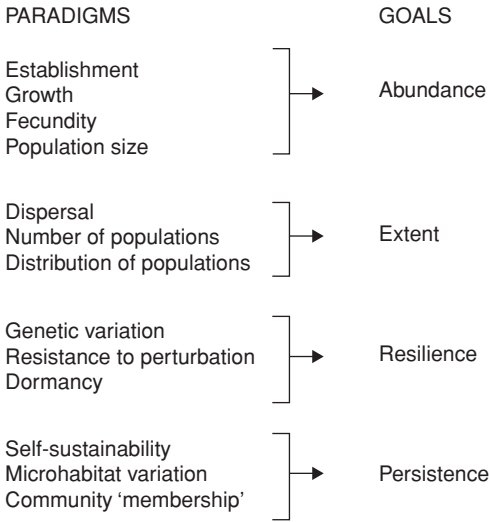 PARADIGMS GOALS
Establishment
Growth
Fecundity
Population size
Abundance
Dispersal
Number of populations
Distribution of populations
Extent
Genetic variation
Resistance to perturbation
Dormancy
Resilience
Self-sustainability
Microhabitat variation
Community ‘membership’
Persistence